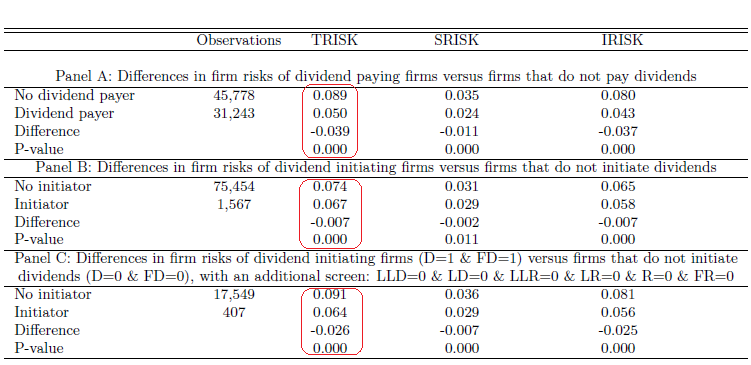 Observations TRISK SRISK IRISK
Panel A: Differences in firm risks of dividend paying firms versus firms that do not pay dividends
No dividend payer 45,778 0.089 0.035 0.080
Dividend payer 31,243 0.050 0.024 0.043
Difference -0.039 -0.011 -0.037
P-value 0.000 0.000 0.000
Panel B: Differences in firm risks of dividend initiating firms versus firms that do not initiate dividends
No initiator 75,454 0.074 0.031 0.065
Initiator 1,567 0.067 0.029 0.058
Difference -0.007 -0.002 -0.007
P-value 0.000 0.011 0.000
Panel C: Differences in firm risks of dividend initiating firms (D=1 & FD=1) versus firms that do not initiate
dividends (D=0 & FD=0), with an additional screen: LLD=0 & LD=0 & LLR=0 & LR=0 & R=0 & FR=0
No initiator 17,549 0.091 0.036 0.081
Initiator 407 0.064 0.029 0.056
Difference -0.026 -0.007 -0.025
P-value 0.000 0.000 0.000